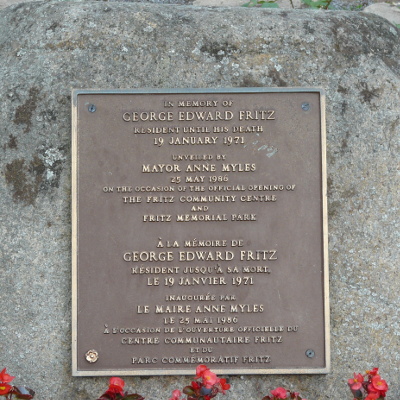 IN MEMORY OF
GEORGE EDWARD FRITZ
RESIDENT UNTIL HIS DEATH
19 JANUARY 1971
UNVEILED BY
MAYOR ANNE MYLES
25 MAY 1986
ON THE OCCASION OF THE OFFICIAL OPENING OF
THE FRITZ COMMUNITY CENTRE
AND
FRITZ MEMORIAL PARK
À LA MÉMOIRE DE
GEORGE EDWARD FRITZ
RESIDENT JUSQU'À SA MORT,
LE 19 JANVIER 1971
INAUGURÉE PAR
LE MAIRE ANNE MYLES
LE 25 MAI 1986
À L'OCCASION DE L'OUVERTURE OFFICIELLE DU
CENTRE COMMUNAUTAIRE FRITZ
ET DU
PARC COMMEMORATIF FRITZ